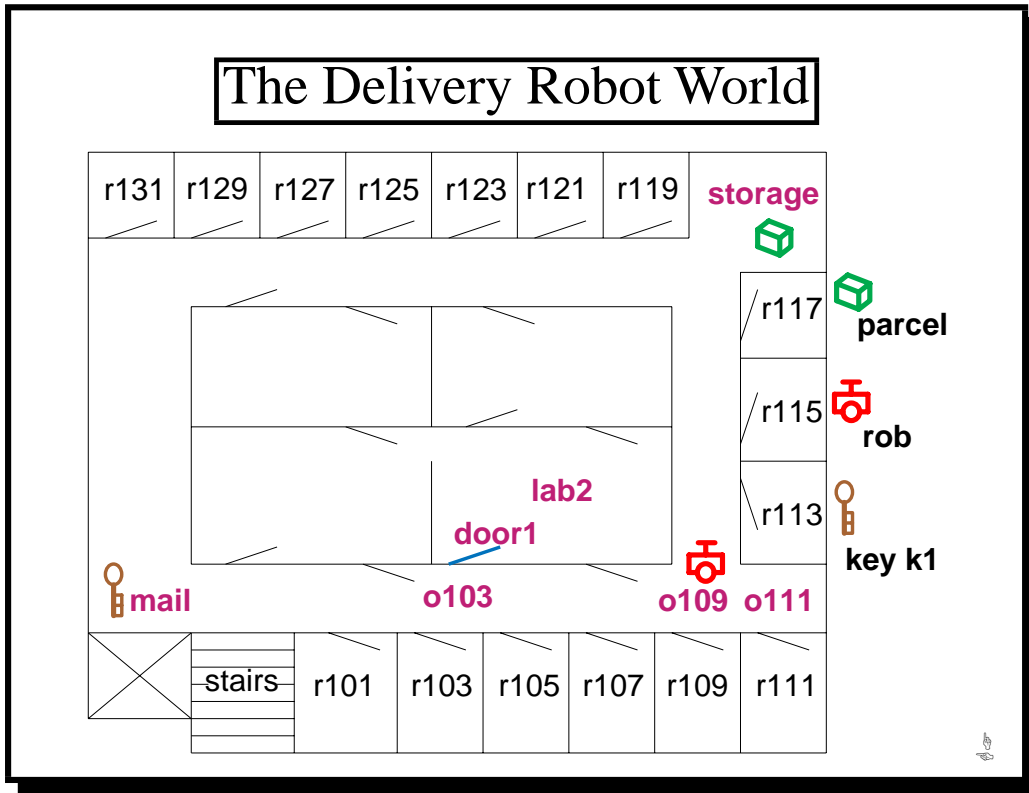 The Delivery Robot World
r131 r129 r127 r125 r123 r121 r119 storage
r117
parcel
r115
rob
lab2
r113
door1
key k1
mail o103 o109 o111
stairs r101 r103 r105 r107 r109 r111